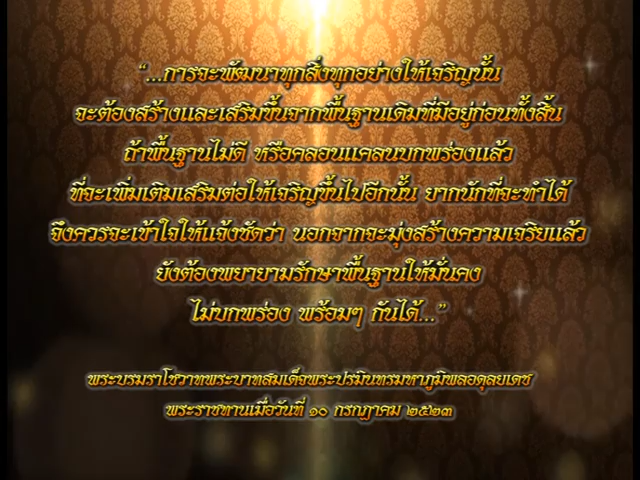 “...การจะพัฒนาทุกสิ่งทุกอย่างให้เจริญนั้น
จะต้องสร้างและเสริมขึ้นจากพื้นฐานเดิมที่มีอยู่ก่อนทั้งสิ้น
ถ้าพื้นฐานไม่ดี หรือคลอนแคลนบกพร่องแล้ว
ที่จะเพิ่มเติมเสริมต่อให้เจริญขึ้นไปอีกนั้น ยากนักที่จะทำได้
จึงควรจะเข้าใจให้แจ้งชัดว่า นอกจากจะมุ่งสร้างความเจริยแล้ว
ยังต้องพยายามรักษาพื้นฐานให้มั่นคง
ไม่บกพร่อง พร้อมๆ กันได้...”
พระบรมราโชวาทพระบาทสมเด็จพระปรมินทรมหาภูมิพลอดุลยเดช
พระราชทานเมื่อวันที่ ๑๐ กรกฎาคม ๒๕๒๓